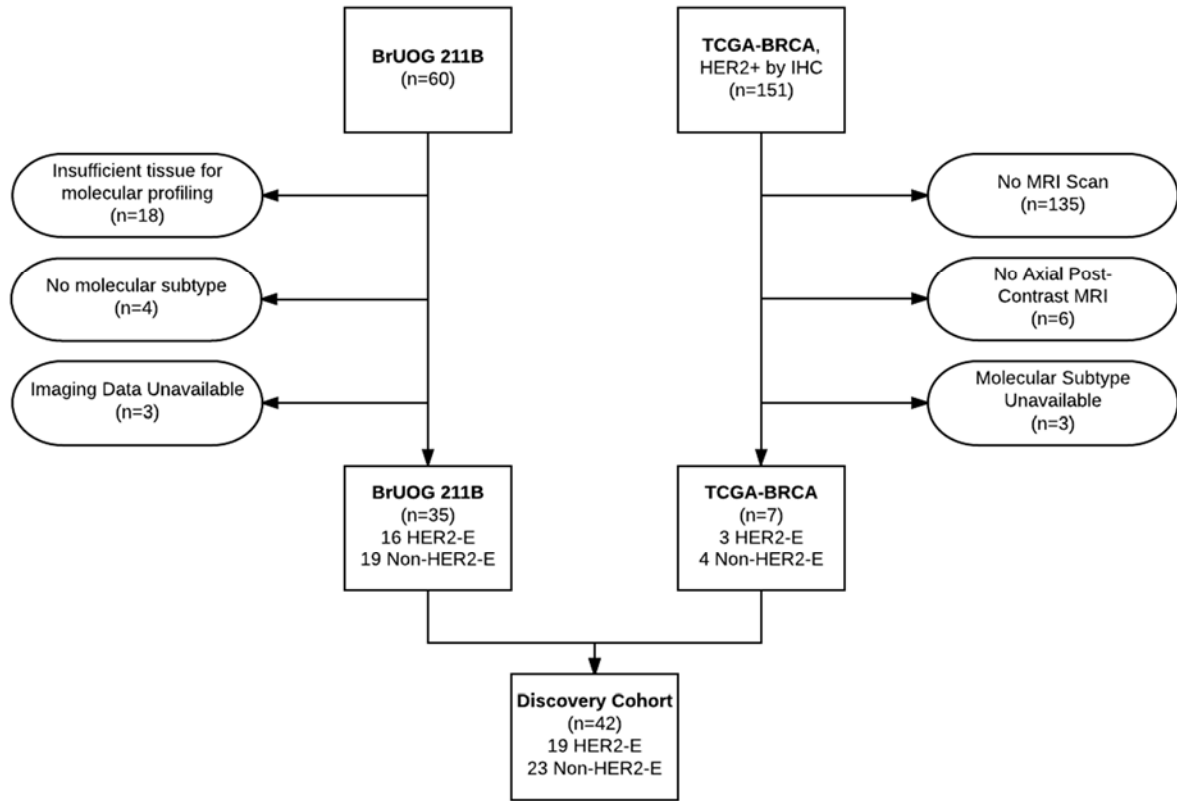 BrUOG 211B
(n=60)
TCGA-BRCA,
HER2+ by IHC
(n=151)
Insufficient tissue for
molecular profiling
(n=18)
No MRI Scan
(n=135)
No molecular subtype
(n=4)
No Axial Post-
Contrast MRI
(n=6)
Imaging Data Unavailable
(n=3)
Molecular Subtype
Unavailable
(n=3)
BrUOG 211B
(n=35)
16 HER2-E
19 Non-HER2-E
TCGA-BRCA
(n=7)
3 HER2-E
4 Non-HER2-E
Discovery Cohort
(n=42)
19 HER2-E
23 Non-HER2-E